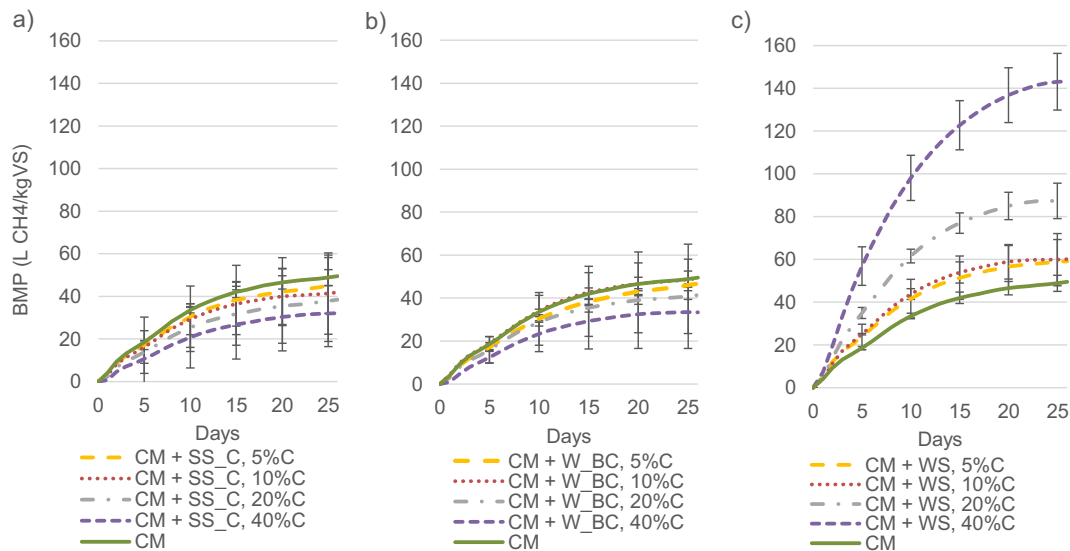 a)
b)
c)
BMP (L CH4/kgVS)
160
140
120
100
80
60
40
20
0
0 5 10 15 20 25
Days
CM + SS_C, 5%C
CM + SS_C, 10%C
CM + SS_C, 20%C
CM + SS_C, 40%C
CM
160
140
120
100
80
60
40
20
0
0 5 10 15 20 25
Days
CM + W_BC, 5%C
CM + W_BC, 10%C
CM + W_BC, 20%C
CM + W_BC, 40%C
CM
160
140
120
100
80
60
40
20
0
0 5 10 15 20 25
Days
CM + WS, 5%C
CM + WS, 10%C
CM + WS, 20%C
CM + WS, 40%C
CM